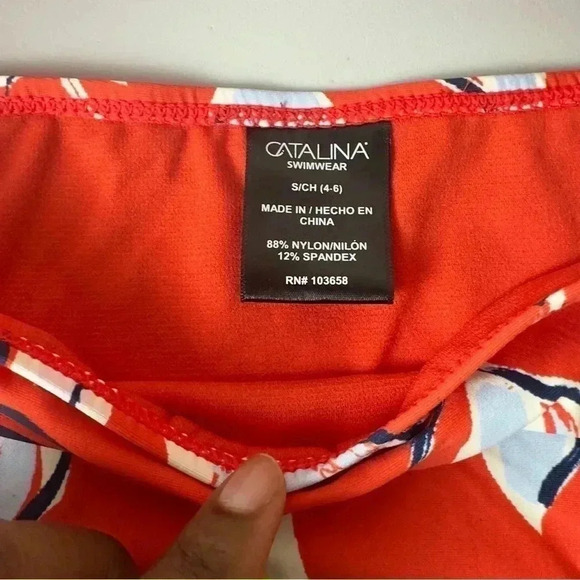 CATALINA
SWIMWEAR
S/CH (4-6)
MADE IN / HECHO EN
CHINA
88% NYLON/NILÓN
12% SPANDEX
RN# 103658